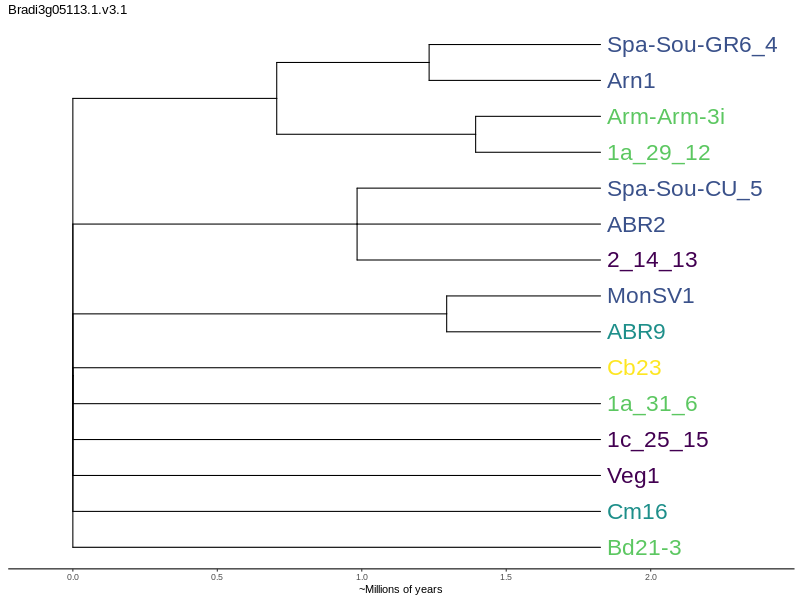 Bradi3g05113.1.v3.1
Spa-Sou-GR6_4
Arn1
Arm-Arm-3i
1a_29_12
Spa-Sou-CU_5
ABR2
2_14_13
MonSV1
ABR9
Cb23
1a_31_6
1c_25_15
Veg1
Cm16
Bd21-3
0.0 0.5 1.0 1.5 2.0
~Millions of years